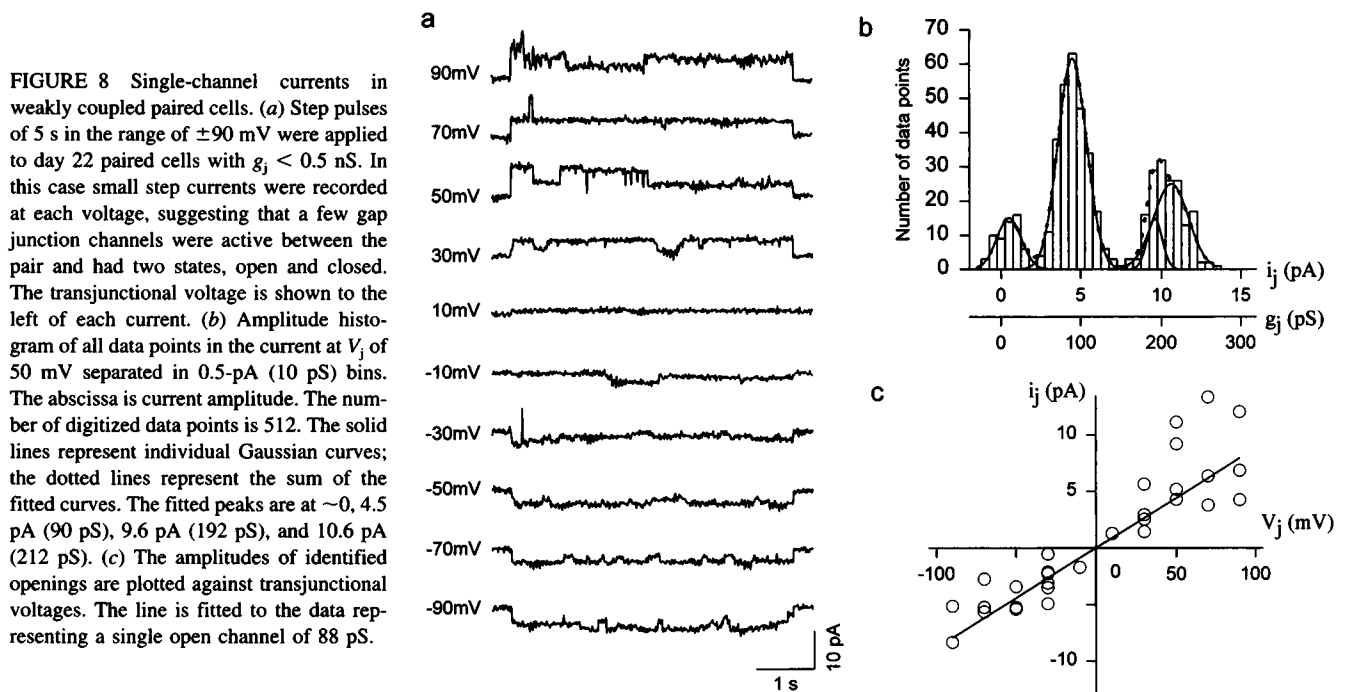 FIGURE 8 Single-channel currents in
weakly coupled paired cells. (a) Step pulses
of 5 s in the range of ±90 mV were applied
to day 22 paired cells with gj < 0.5 nS. In
this case small step currents were recorded
at each voltage, suggesting that a few gap
junction channels were active between the
pair and had two states, open and closed.
The transjunctional voltage is shown to the
left of each current. (b) Amplitude histo-
gram of all data points in the current at Vj of
50 mV separated in 0.5-pA (10 pS) bins.
The abscissa is current amplitude. The num-
ber of digitized data points is 512. The solid
lines represent individual Gaussian curves;
the dotted lines represent the sum of the
fitted curves. The fitted peaks are at ~0, 4.5
pA (90 pS), 9.6 pA (192 pS), and 10.6 pA
(212 pS). (c) The amplitudes of identified
openings are plotted against transjunctional
voltages. The line is fitted to the data rep-
resenting a single open channel of 88 pS.
a
90mV
70mV
50mV
30mV
10mV
-10mV
-30mV
-50mV
-70mV
-90mV
10 pA
1 s
b
Number of data points
70
60
50
40
30
20
10
0
0 5 10 15 ij (pA)
0 100 200 300 gj (pS)
c
ij (pA)
10
5
Vj (mV)
-100 0 50 100
-10